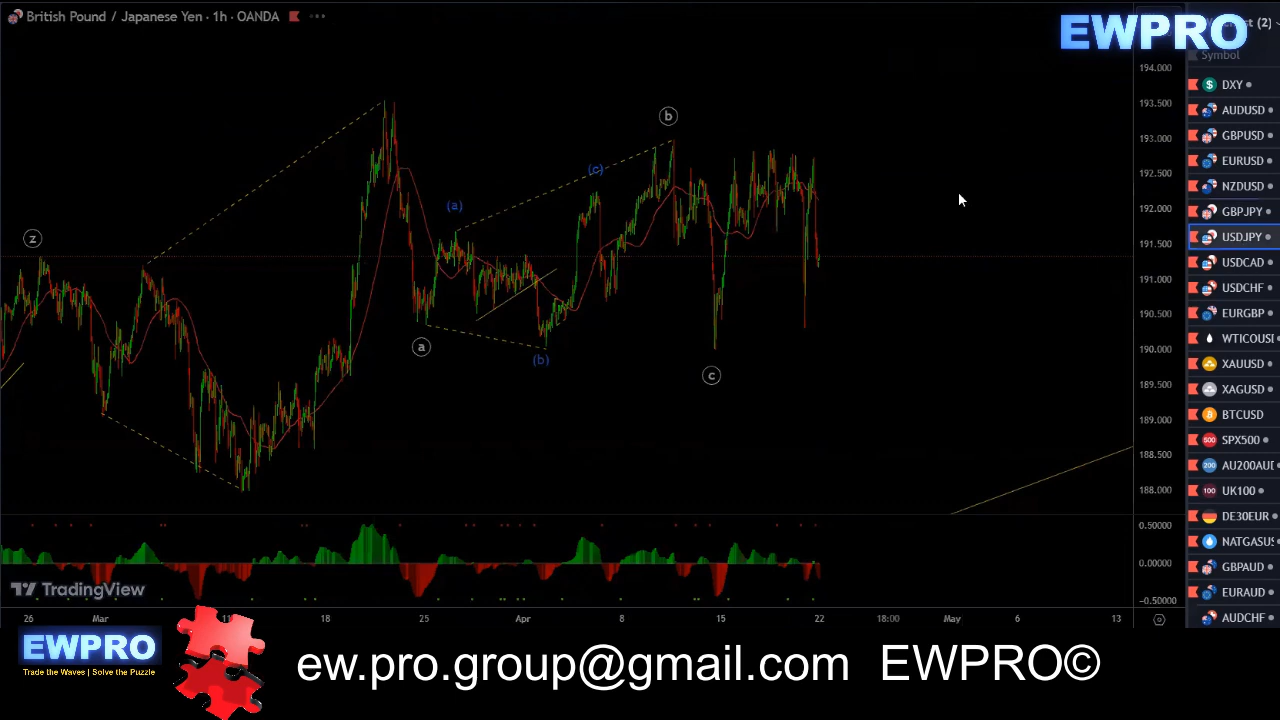 British Pound / Japanese Yen · 1h · OANDA
EWPRO
(2)
Symbol
194.000
193.500
193.000
192.500
192.000
191.500
191.000
190.500
190.000
189.500
189.000
188.500
188.000
0.50000
0.00000
-0.50000
DXY
AUDUSD
GBPUSD
EURUSD
NZDUSD
GBPJPY
USDJPY
USDCAD
USDCHF
EURGBP
WTICOUSI
XAUUSD
XAGUSD
BTCUSD
SPX500
AU200AUI
UK100
DE30EUR
NATGASUS
GBPAUD
EURAUD
AUDCHF
z
a
(a)
(b)
(c)
b
c
TradingView
26 Mar 11 18 25 Apr 8 15 22 18:00 May 6 13
EWPRO
Trade the Waves | Solve the Puzzle
ew.pro.group@gmail.com EWPRO©